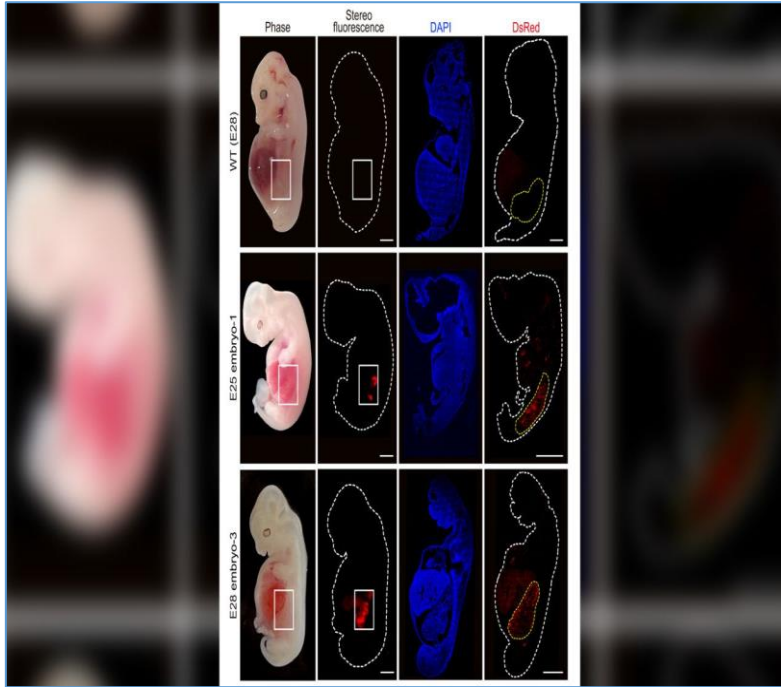 Phase
Stereo
fluorescence
DAPI
DsRed
WT (E28)
E25 embryo-1
E28 embryo-3